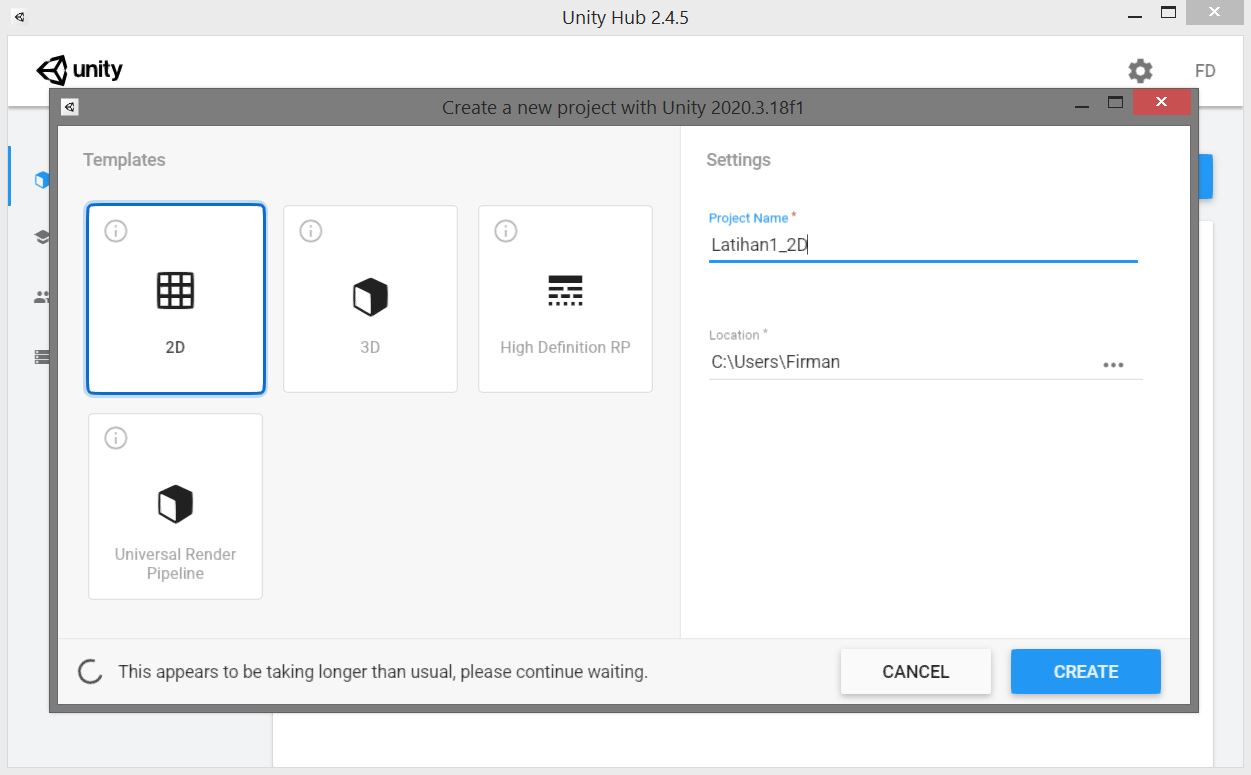 Unity Hub 2.4.5
unity
FD
Create a new project with Unity 2020.3.18f1
Templates
2D
3D
High Definition RP
Universal Render
Pipeline
Settings
Project Name *
Latihan1_2D
Location *
C:\Users\Firman
This appears to be taking longer than usual, please continue waiting.
CANCEL
CREATE